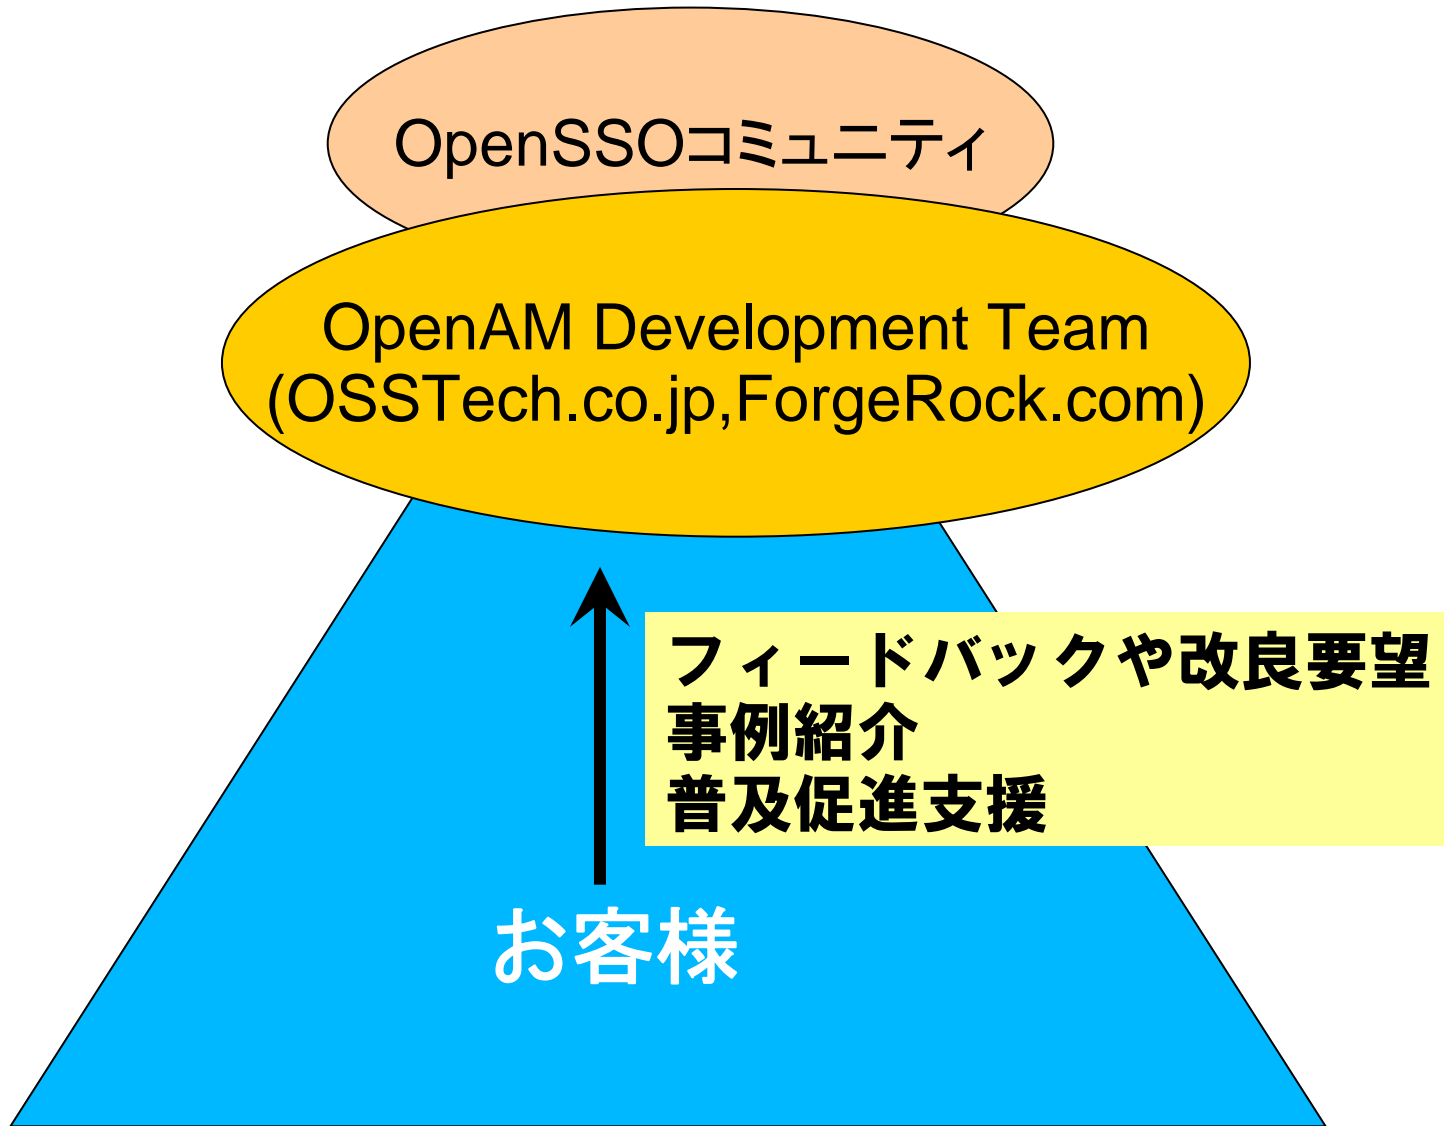 OpenSSOコミュニティ
OpenAM Development Team
(OSSTech.co.jp,ForgeRock.com)
フィードバックや改良要望
事例紹介
普及促進支援
お客様